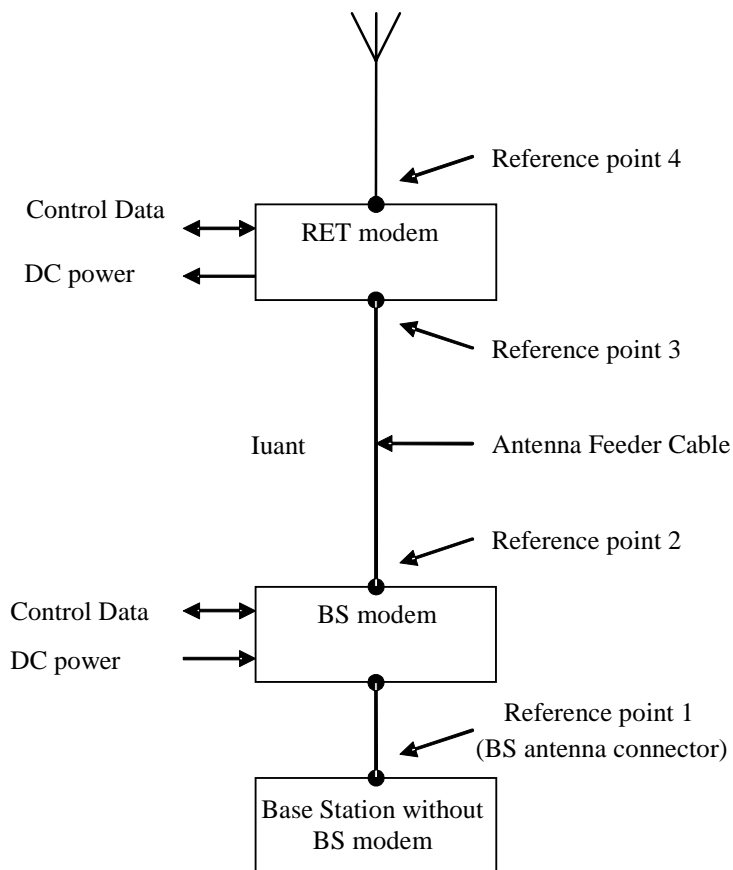 Reference point 4
Control Data
RET modem
DC power
Reference point 3
Iuant
Antenna Feeder Cable
Reference point 2
Control Data
BS modem
DC power
Reference point 1
(BS antenna connector)
Base Station without
BS modem